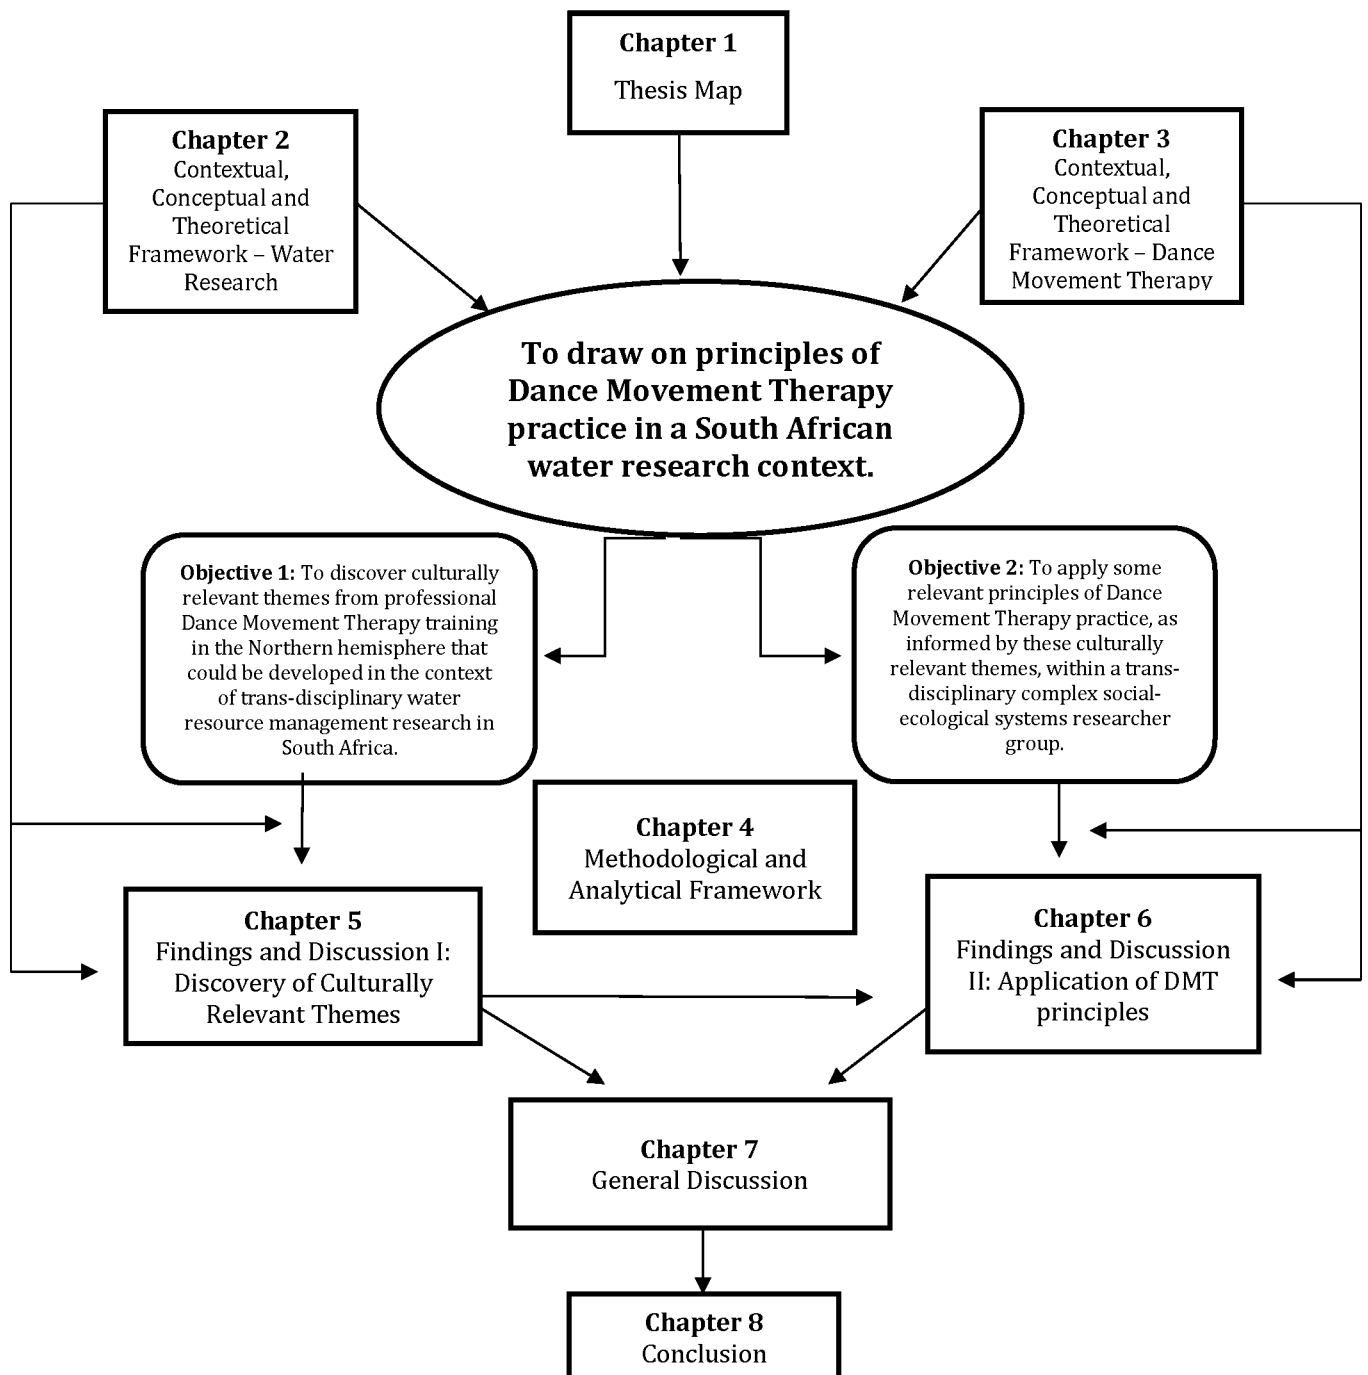 Chapter 1
Thesis Map
Chapter 2
Contextual,
Conceptual and
Theoretical
Framework – Water
Research
Chapter 3
Contextual,
Conceptual and
Theoretical
Framework – Dance
Movement Therapy
To draw on principles of
Dance Movement Therapy
practice in a South African
water research context.
Objective 1: To discover culturally
relevant themes from professional
Dance Movement Therapy training
in the Northern hemisphere that
could be developed in the context
of trans-disciplinary water
resource management research in
South Africa.
Objective 2: To apply some
relevant principles of Dance
Movement Therapy practice, as
informed by these culturally
relevant themes, within a trans-
disciplinary complex social-
ecological systems researcher
group.
Chapter 4
Methodological and
Analytical Framework
Chapter 5
Findings and Discussion I:
Discovery of Culturally
Relevant Themes
Chapter 6
Findings and Discussion
II: Application of DMT
principles
Chapter 7
General Discussion
Chapter 8
Conclusion